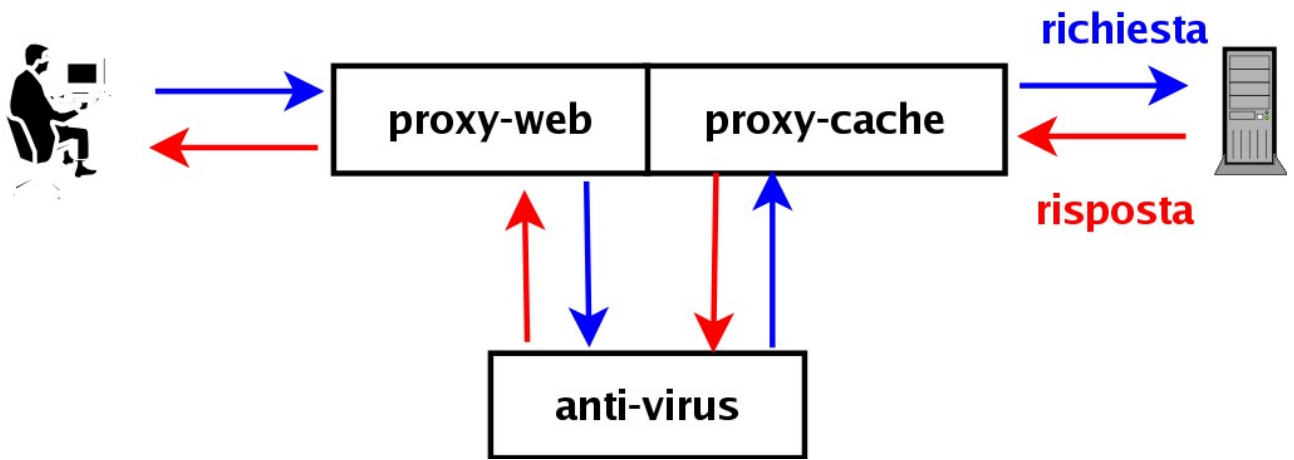 richiesta
proxy-web
proxy-cache
risposta
anti-virus